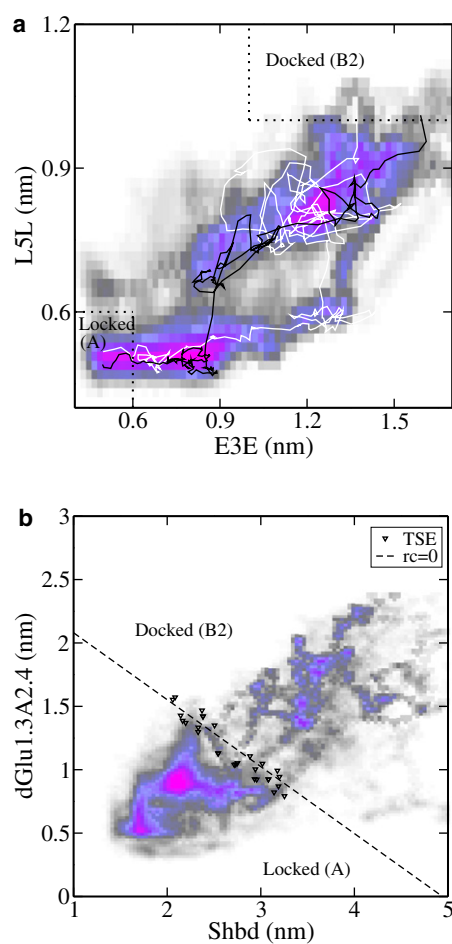 a
1.2
Docked (B2)
0.9
L5L (nm)
0.6
Locked
(A)
0.6 0.9 1.2 1.5
E3E (nm)
b
3
TSE
rc=0
2.5
Docked (B2)
2
dGlu1.3A2.4 (nm)
1.5
1
0.5
Locked (A)
0
1 2 3 4 5
Shbd (nm)